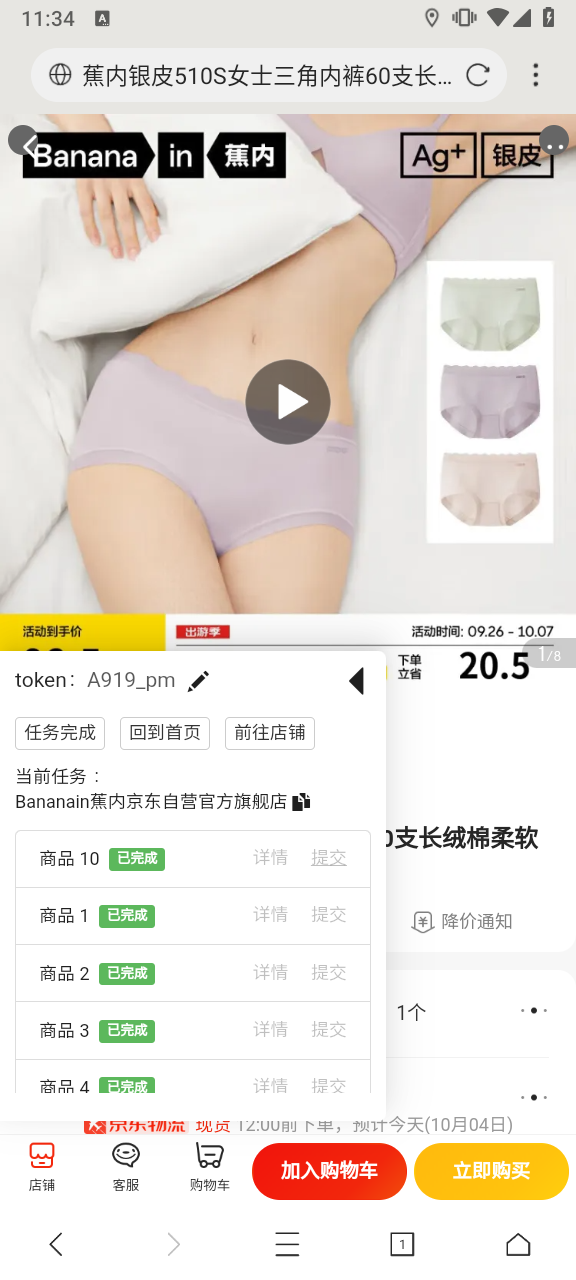 11:34
蕉内银皮510S女士三角内裤60支长…
Banana in 蕉内
Ag+ 银皮
活动到手价
出游季
活动时间: 09.26 - 10.07
下单立省 20.5
1/8
token: A919_pm
任务完成 回到首页 前往店铺
当前任务：
Bananain蕉内京东自营官方旗舰店
商品 10 已完成 详情 提交
商品 1 已完成 详情 提交
商品 2 已完成 详情 提交
商品 3 已完成 详情 提交
商品 4 已完成 详情 提交
0支长绒棉柔软
降价通知
1个
京东物流 现货 12:00前下单，预计今天(10月04日)
店铺 客服 购物车 加入购物车 立即购买
1